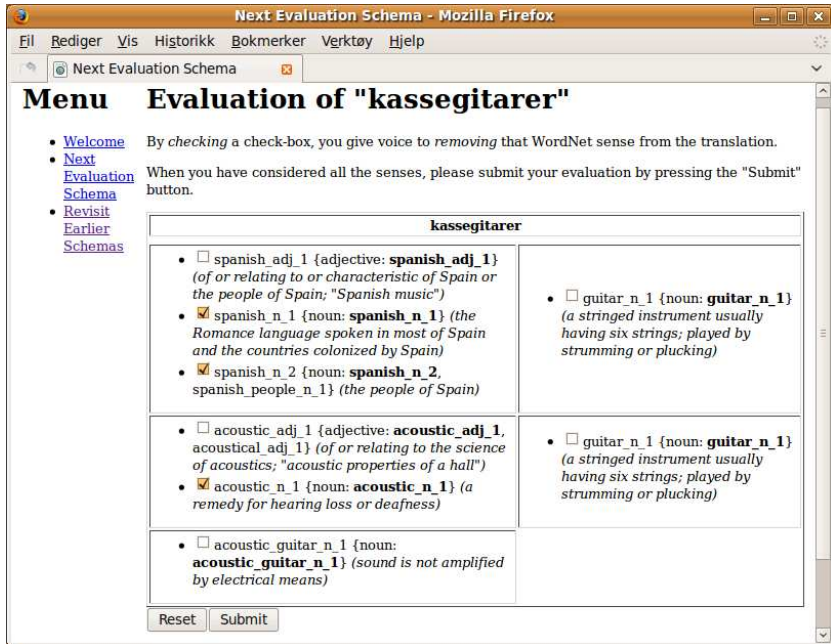 Next Evaluation Schema - Mozilla Firefox
Fil Rediger Vis Historikk Bokmerker Verktøy Hjelp
Next Evaluation Schema
Menu
• Welcome
• Next
Evaluation
Schema
• Revisit
Earlier
Schemas
Evaluation of "kassegitarer"
By checking a check-box, you give voice to removing that WordNet sense from the translation.
When you have considered all the senses, please submit your evaluation by pressing the "Submit"
button.
kassegitarer
• spanish_adj_1 {adjective: spanish_adj_1}
(of or relating to or characteristic of Spain or
the people of Spain; "Spanish music")
• spanish_n_1 {noun: spanish_n_1} (the
Romance language spoken in most of Spain
and the countries colonized by Spain)
• spanish_n_2 {noun: spanish_n_2,
spanish_people_n_1} (the people of Spain)
• guitar_n_1 {noun: guitar_n_1}
(a stringed instrument usually
having six strings; played by
strumming or plucking)
• acoustic_adj_1 {adjective: acoustic_adj_1,
acoustical_adj_1} (of or relating to the science
of acoustics; "acoustic properties of a hall")
• acoustic_n_1 {noun: acoustic_n_1} (a
remedy for hearing loss or deafness)
• guitar_n_1 {noun: guitar_n_1}
(a stringed instrument usually
having six strings; played by
strumming or plucking)
• acoustic_guitar_n_1 {noun:
acoustic_guitar_n_1} (sound is not amplified
by electrical means)
Reset Submit